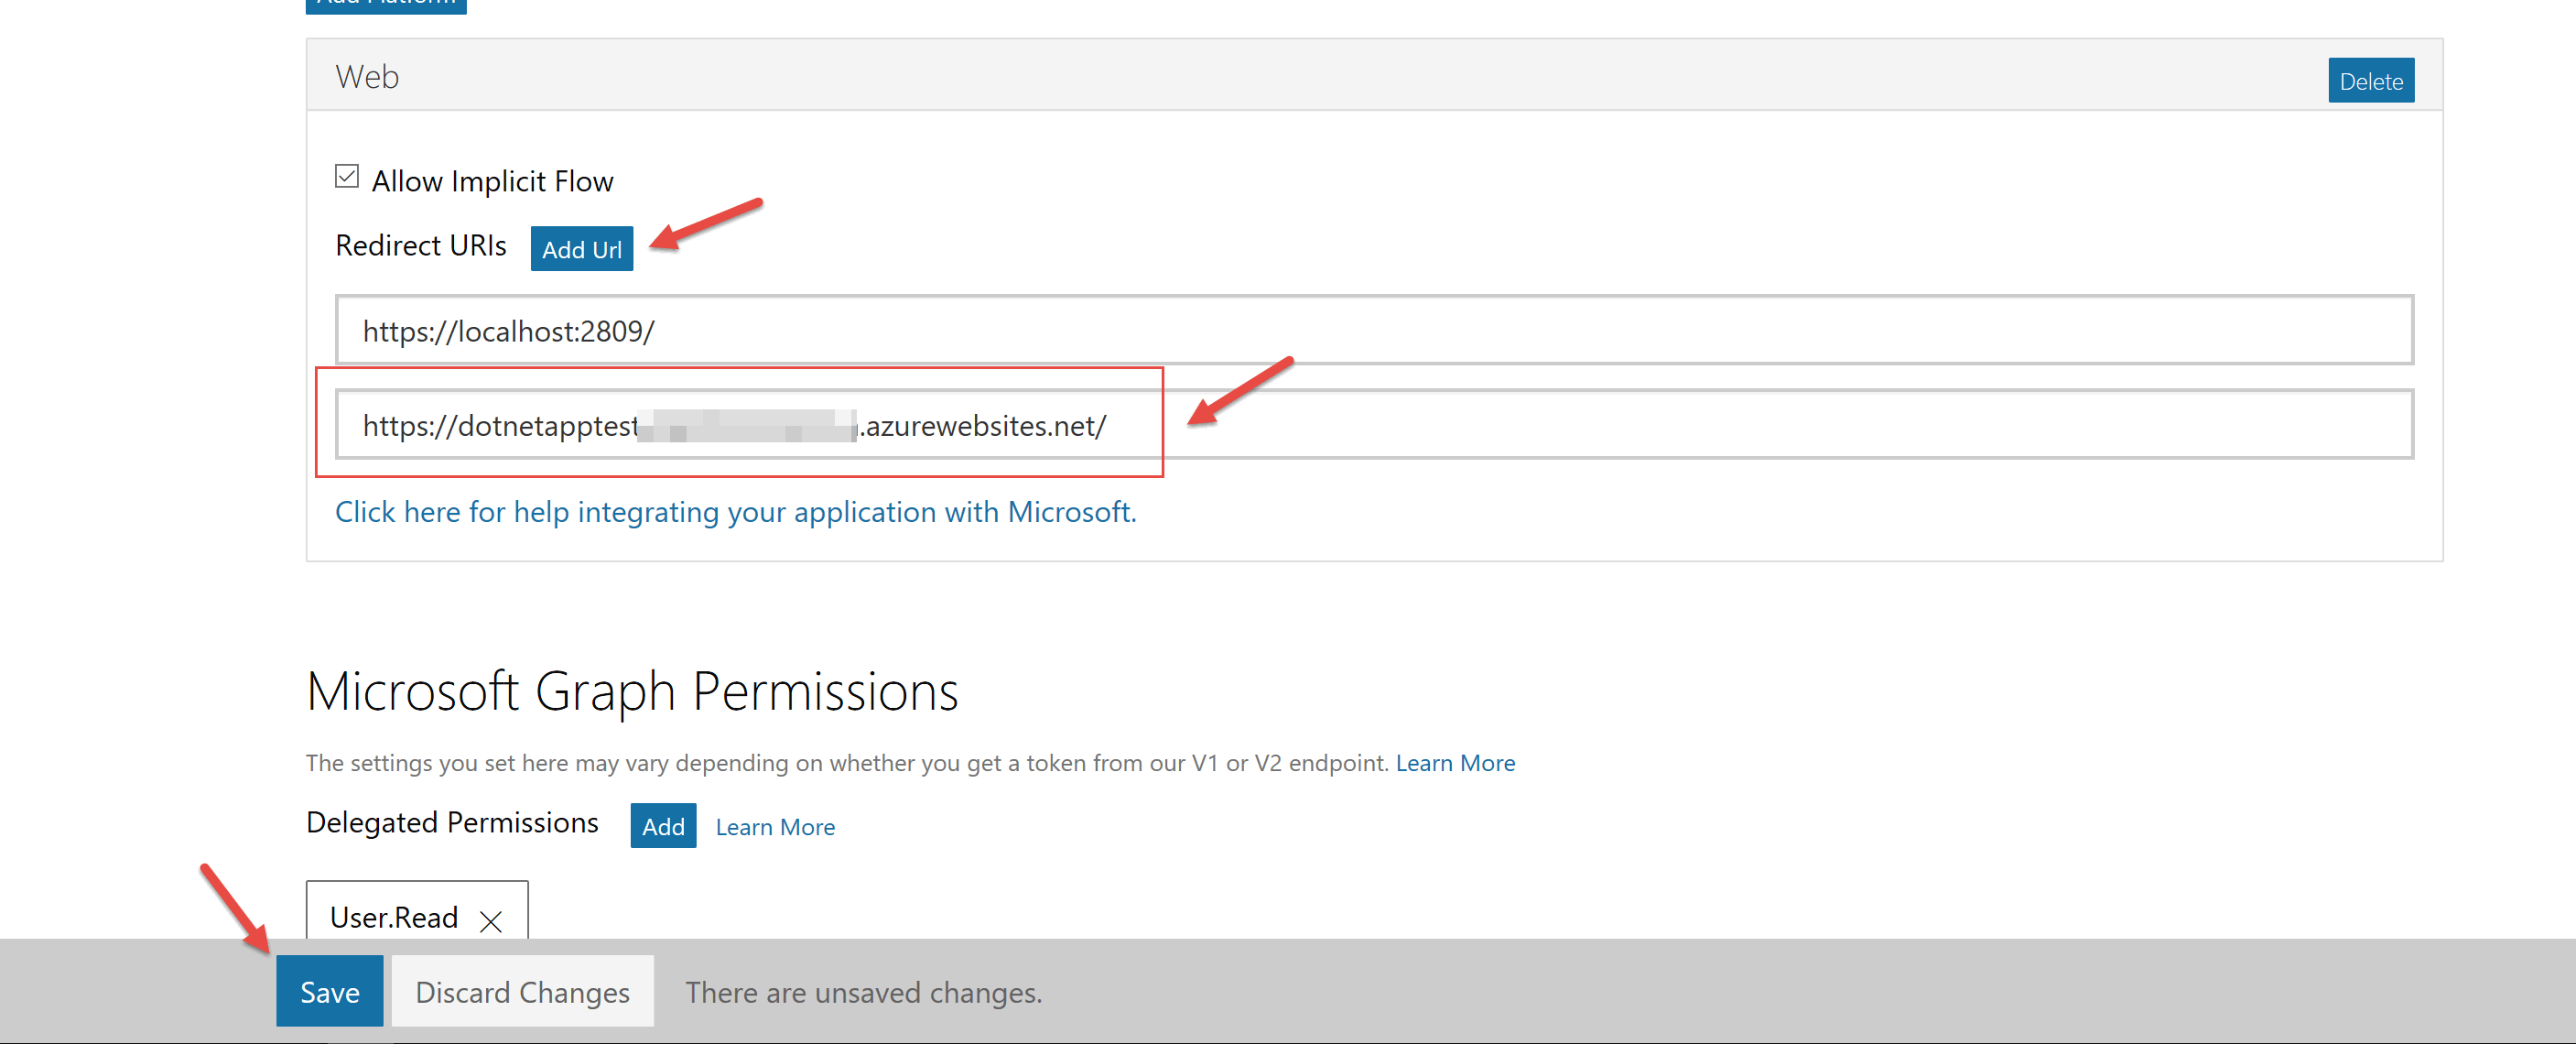 Add Platform
Web
Delete
Allow Implicit Flow
Redirect URIs Add Url
https://localhost:2809/
https://dotnetapptest .azurewebsites.net/
Click here for help integrating your application with Microsoft.
Microsoft Graph Permissions
The settings you set here may vary depending on whether you get a token from our V1 or V2 endpoint. Learn More
Delegated Permissions Add Learn More
User.Read
Save Discard Changes There are unsaved changes.